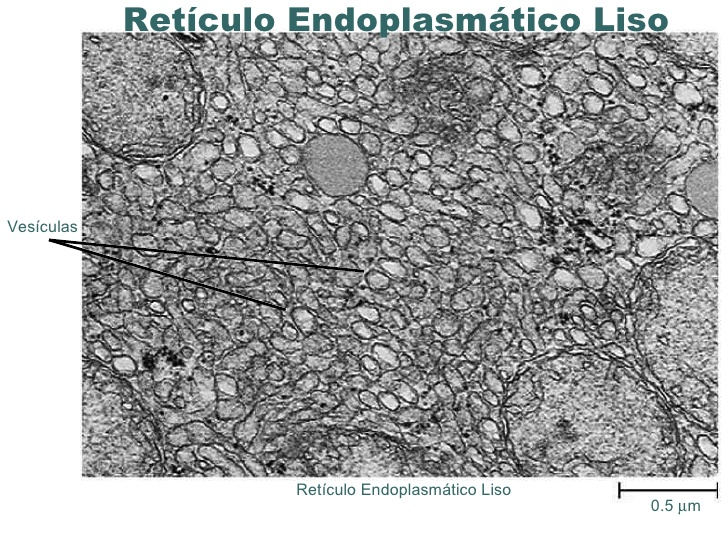 Retículo Endoplasmático Liso
Vesículas
Retículo Endoplasmático Liso
0.5 µm